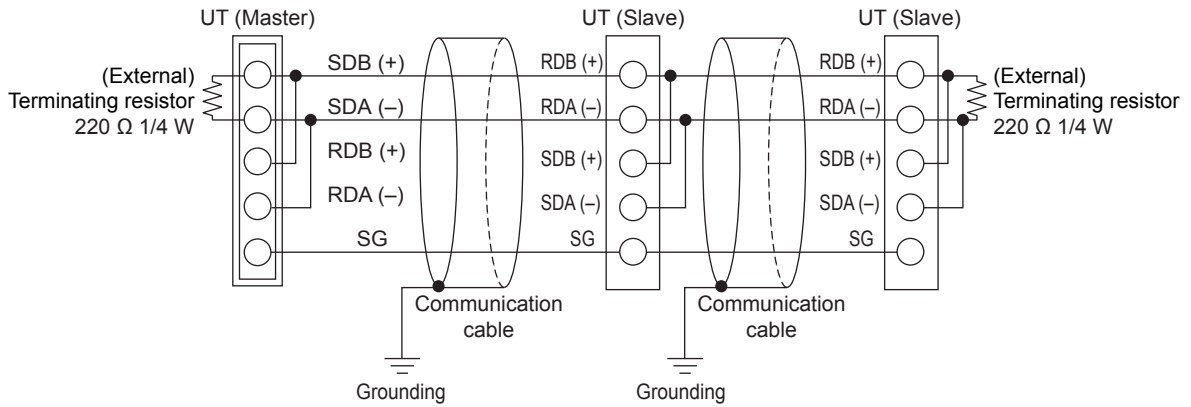 UT (Master)
UT (Slave)
UT (Slave)
(External)
Terminating resistor
220 Ω 1/4 W
SDB (+)
SDA (–)
RDB (+)
RDA (–)
SG
RDB (+)
RDA (–)
SDB (+)
SDA (–)
SG
RDB (+)
RDA (–)
SDB (+)
SDA (–)
SG
(External)
Terminating resistor
220 Ω 1/4 W
Communication
cable
Communication
cable
Grounding
Grounding